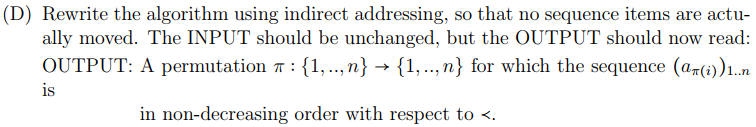 (D) Rewrite the algorithm using indirect addressing, so that no sequence items are actu-
ally moved. The INPUT should be unchanged, but the OUTPUT should now read:
OUTPUT: A permutation π : {1,..,n} → {1,..,n} for which the sequence (a_{π(i)})_{1..n}
is
in non-decreasing order with respect to ≺.